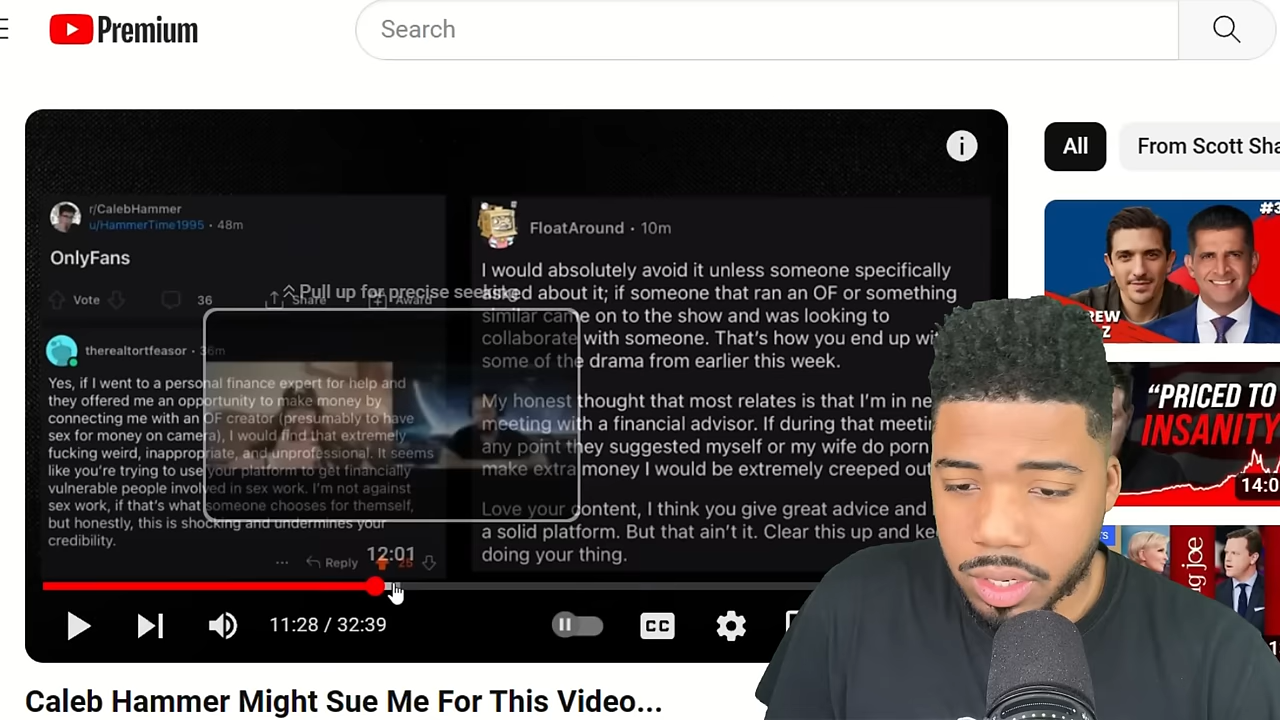 Premium
Search
All
From Scott Sha
r/CalebHammer
u/HammerTime1995 · 48m
OnlyFans
Vote
36
Share
Award
Pull up for precise seeking
therealtortfeasor · 36m
Yes, if I went to a personal finance expert for help and
they offered me an opportunity to make money by
connecting me with an OF creator (presumably to have
sex for money on camera), I would find that extremely
fucking weird, inappropriate, and unprofessional. It seems
like you're trying to use your platform to get financially
vulnerable people involved in sex work. I'm not against
sex work, if that's what someone chooses for themself,
but honestly, this is shocking and undermines your
credibility.
... Reply
25
12:01
FloatAround · 10m
I would absolutely avoid it unless someone specifically
asked about it; if someone that ran an OF or something
similar came on to the show and was looking to
collaborate with someone. That's how you end up wi
some of the drama from earlier this week.
My honest thought that most relates is that I'm in ne
meeting with a financial advisor. If during that meeti
any point they suggested myself or my wife do porn
make extra money I would be extremely creeped out
Love your content, I think you give great advice and
a solid platform. But that ain't it. Clear this up and ke
doing your thing.
11:28 / 32:39
CC
Caleb Hammer Might Sue Me For This Video...
#3
REW
Z
"PRICED TO
INSANITY
14:0
ng joe